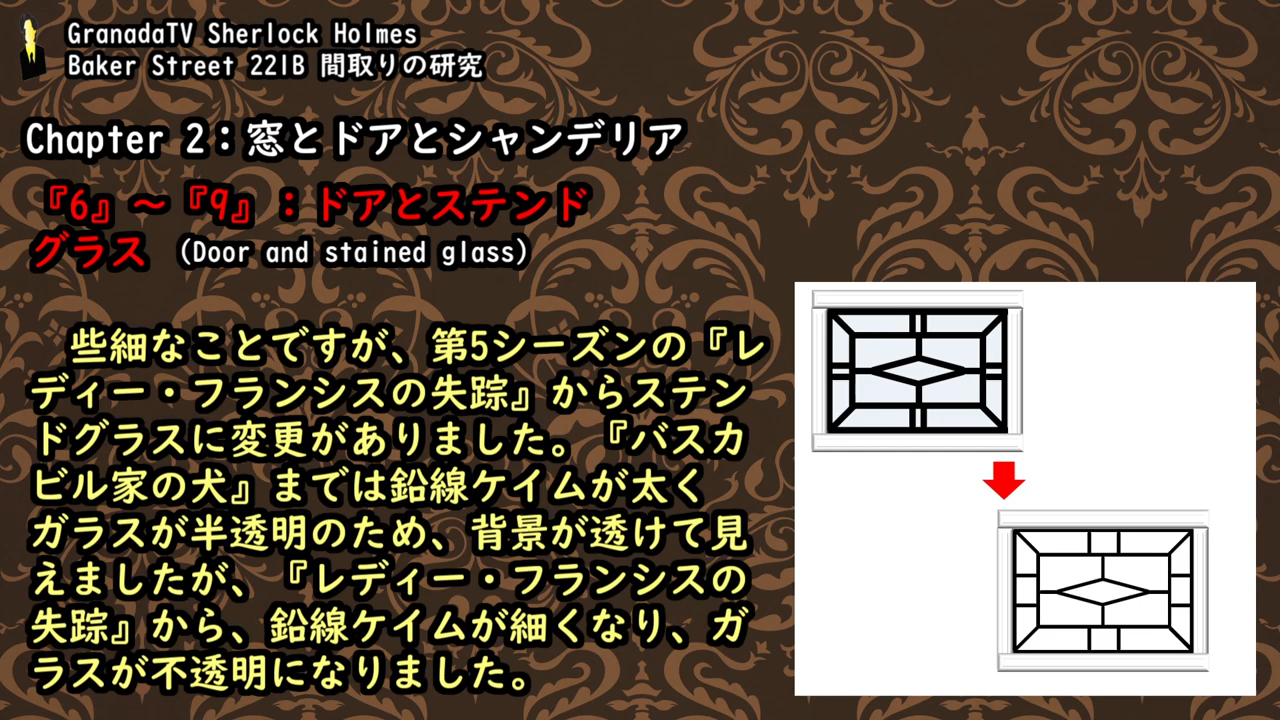 GranadaTV Sherlock Holmes
Baker Street 221B 間取りの研究
Chapter 2：窓とドアとシャンデリア
『6』～『9』：ドアとステンド
グラス （Door and stained glass）
些細なことですが、第5シーズンの『レ
ディー・フランシスの失踪』からステン
ドグラスに変更がありました。『バスカ
ビル家の犬』までは鉛線ケイムが太く
ガラスが半透明のため、背景が透けて見
えましたが、『レディー・フランシスの
失踪』から、鉛線ケイムが細くなり、ガ
ラスが不透明になりました。